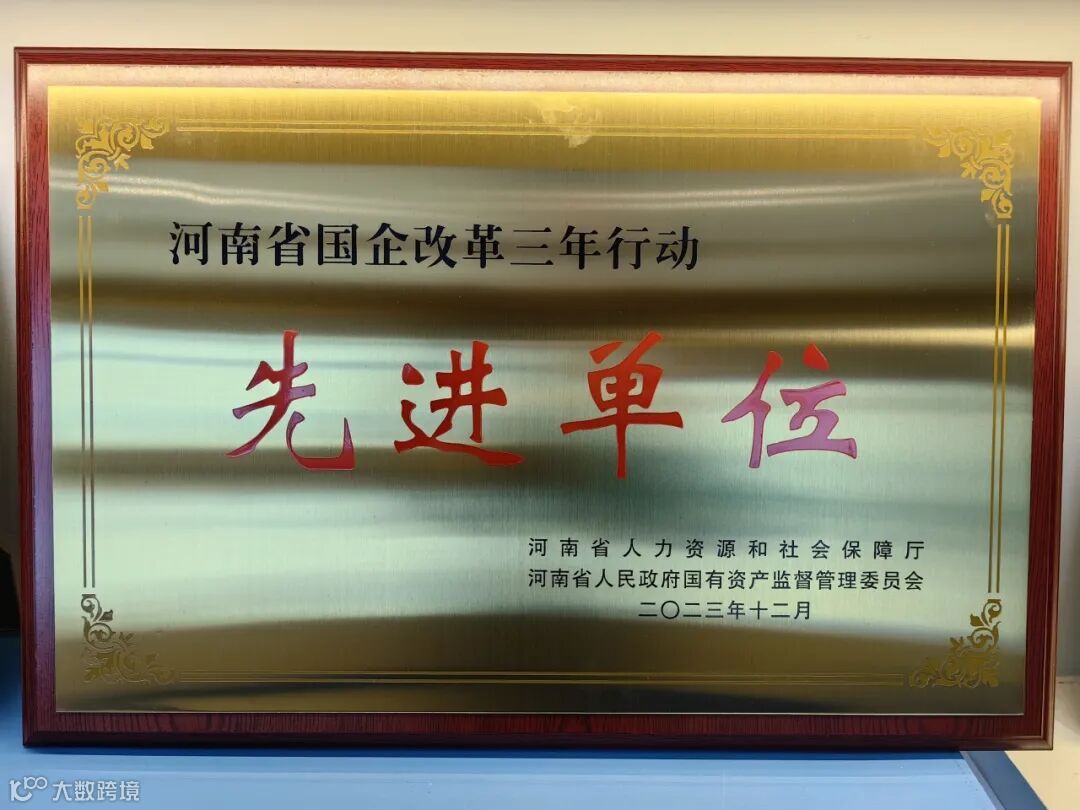 河南省国企改革三年行动
先进单位
河南省人力资源和社会保障厅
河南省人民政府国有资产监督管理委员会
二〇二三年十二月
大数跨境